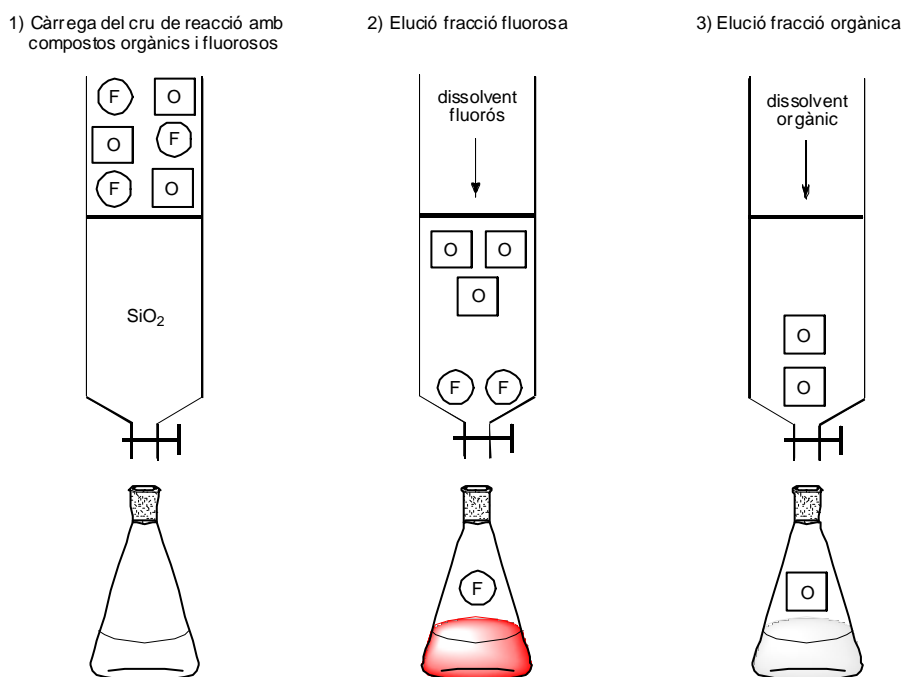 1) Càrrega del cru de reacció amb
compostos orgànics i fluorosos
2) Elució fracció fluorosa
3) Elució fracció orgànica
F O
O F
F O
SiO2
dissolvent
fluorós
O O
O
F F
dissolvent
orgànic
O
O
F
O